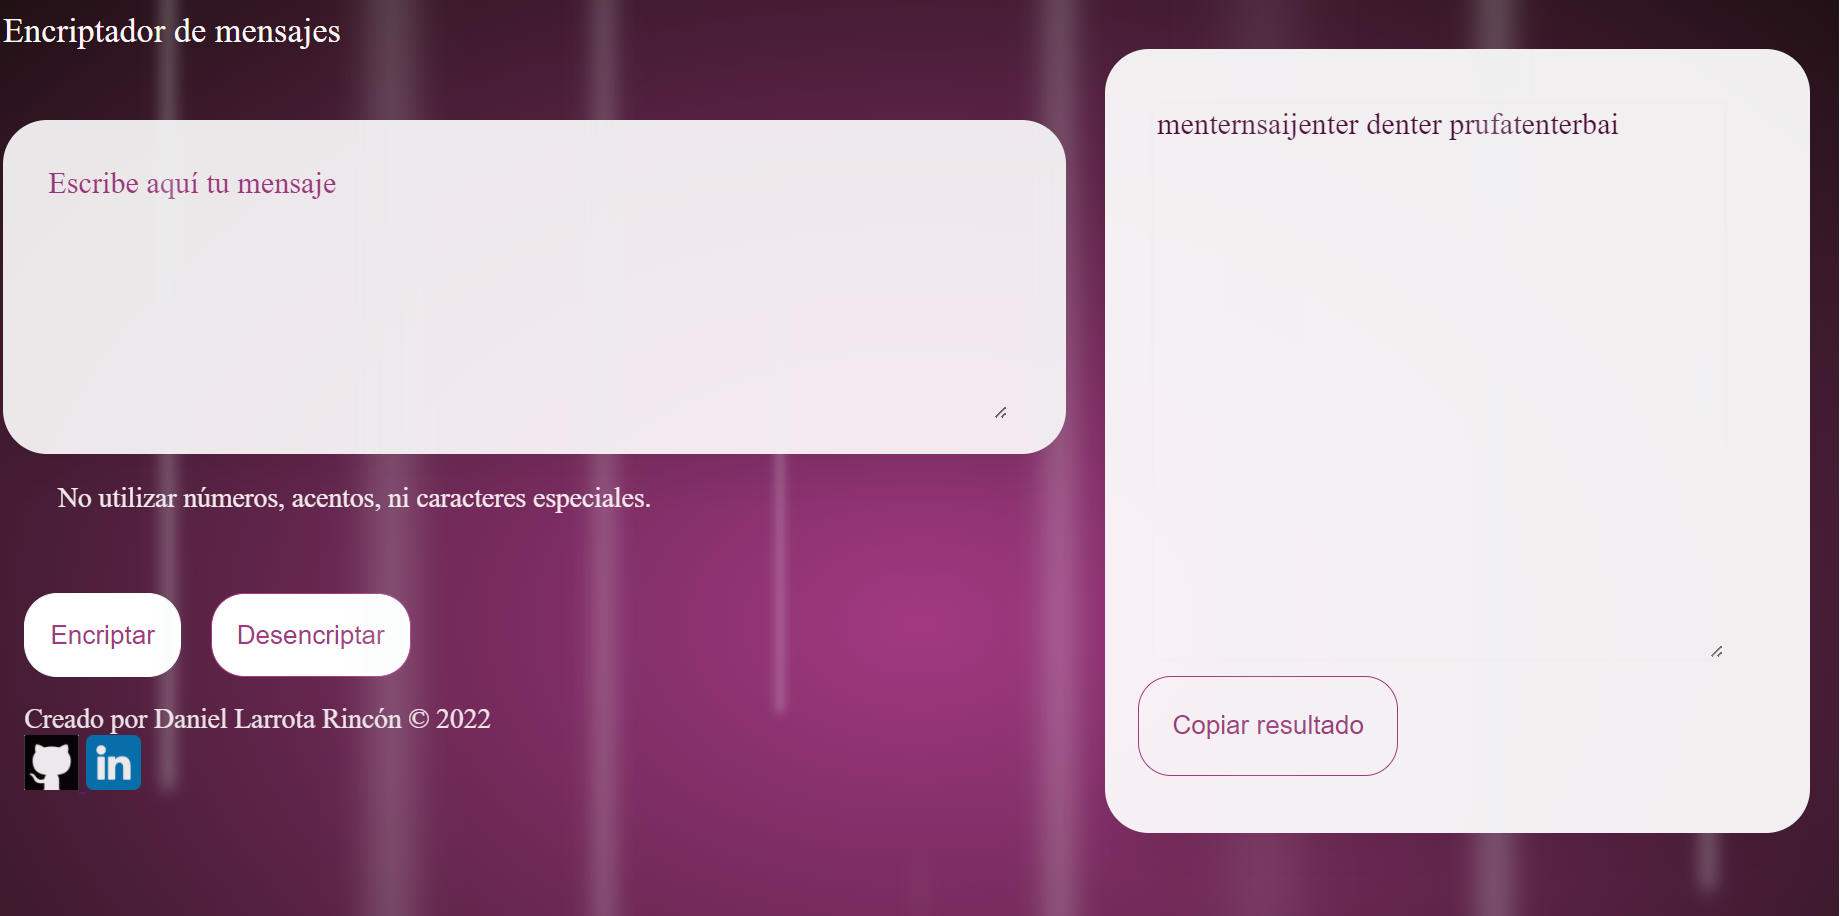 Encriptador de mensajes
Escribe aquí tu mensaje
No utilizar números, acentos, ni caracteres especiales.
Encriptar
Desencriptar
Creado por Daniel Larrota Rincón © 2022
in
menternsaijenter denter prufatenterbai
Copiar resultado